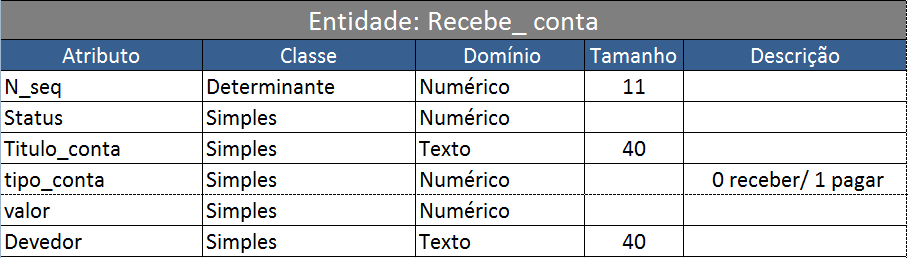 Entidade: Recebe_ conta
Atributo Classe Domínio Tamanho Descrição
N_seq Determinante Numérico 11
Status Simples Numérico
Titulo_conta Simples Texto 40
tipo_conta Simples Numérico 0 receber/ 1 pagar
valor Simples Numérico
Devedor Simples Texto 40